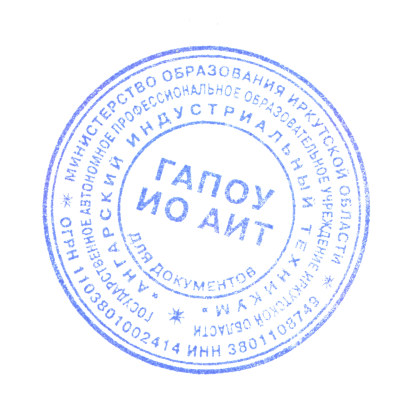 МИНИСТЕРСТВО ОБРАЗОВАНИЯ ИРКУТСКОЙ ОБЛАСТИ
* ОГРН 1103801002414 ИНН 3801108743 *
ГОСУДАРСТВЕННОЕ АВТОНОМНОЕ ПРОФЕССИОНАЛЬНОЕ ОБРАЗОВАТЕЛЬНОЕ УЧРЕЖДЕНИЕ ИРКУТСКОЙ ОБЛАСТИ *
«АНГАРСКИЙ ИНДУСТРИАЛЬНЫЙ ТЕХНИКУМ»
ГАПОУ
ИО АИТ
ДЛЯ ДОКУМЕНТОВ